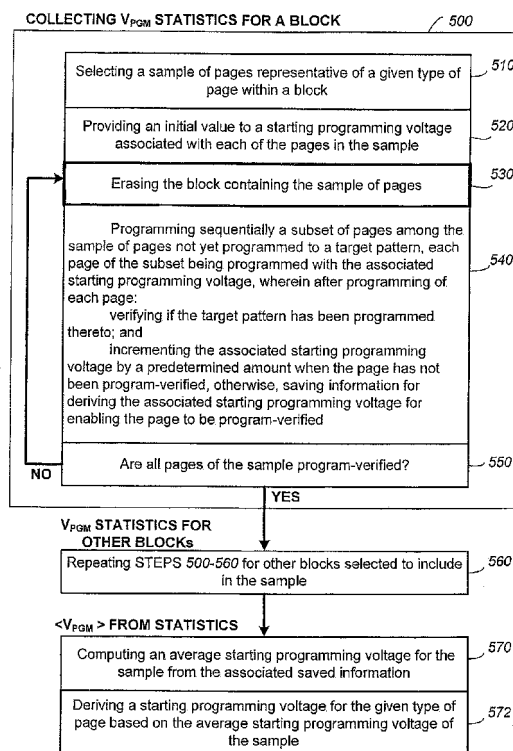 COLLECTING VPGM STATISTICS FOR A BLOCK
500
Selecting a sample of pages representative of a given type of
page within a block
510
Providing an initial value to a starting programming voltage
associated with each of the pages in the sample
520
Erasing the block containing the sample of pages
530
Programming sequentially a subset of pages among the
sample of pages not yet programmed to a target pattern, each
page of the subset being programmed with the associated
starting programming voltage, wherein after programming of
each page:
verifying if the target pattern has been programmed
thereto; and
incrementing the associated starting programming
voltage by a predetermined amount when the page has not
been program-verified, otherwise, saving information for
deriving the associated starting programming voltage for
enabling the page to be program-verified
540
Are all pages of the sample program-verified?
550
NO
YES
VPGM STATISTICS FOR
OTHER BLOCKs
Repeating STEPS 500-560 for other blocks selected to include
in the sample
560
<VPGM > FROM STATISTICS
Computing an average starting programming voltage for the
sample from the associated saved information
570
Deriving a starting programming voltage for the given type of
page based on the average starting programming voltage of
the sample
572